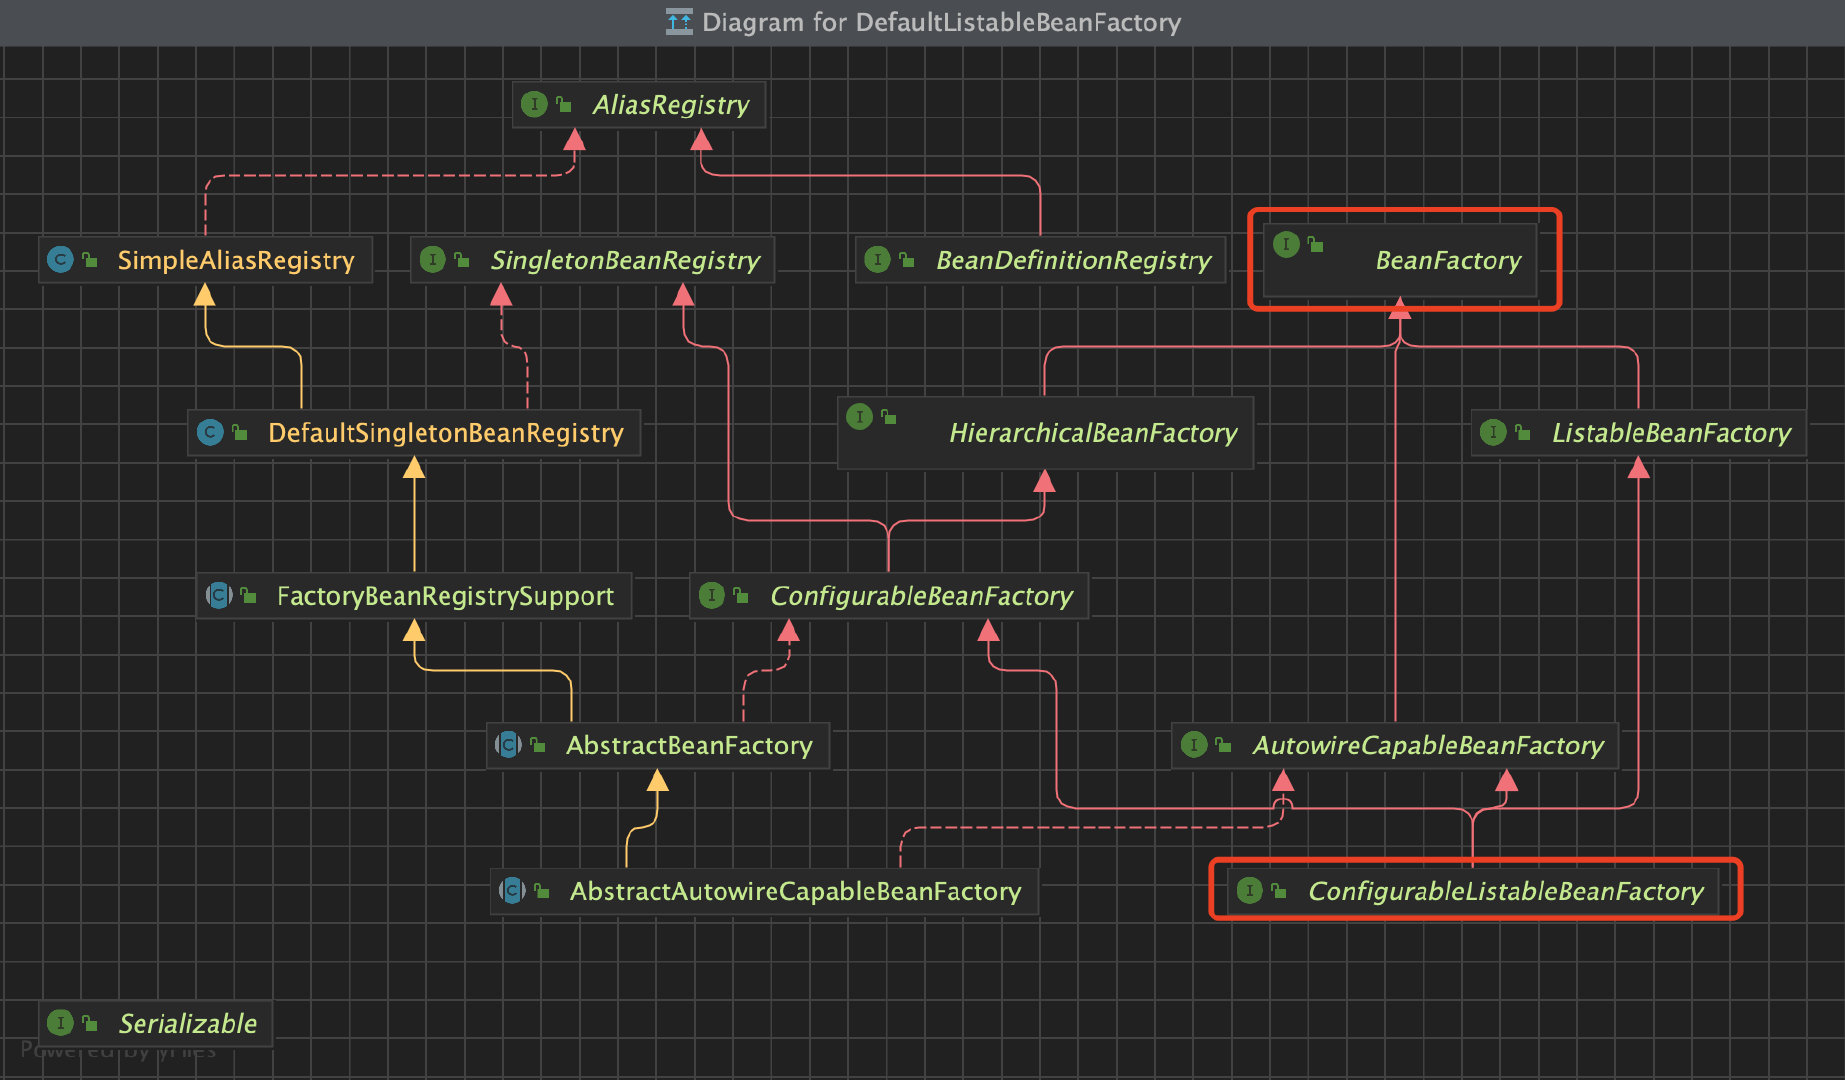 Diagram for DefaultListableBeanFactory
I AliasRegistry
C SimpleAliasRegistry
I SingletonBeanRegistry
I BeanDefinitionRegistry
I BeanFactory
C DefaultSingletonBeanRegistry
I HierarchicalBeanFactory
I ListableBeanFactory
C FactoryBeanRegistrySupport
I ConfigurableBeanFactory
C AbstractBeanFactory
I AutowireCapableBeanFactory
C AbstractAutowireCapableBeanFactory
I ConfigurableListableBeanFactory
I Serializable
Powered by yFiles